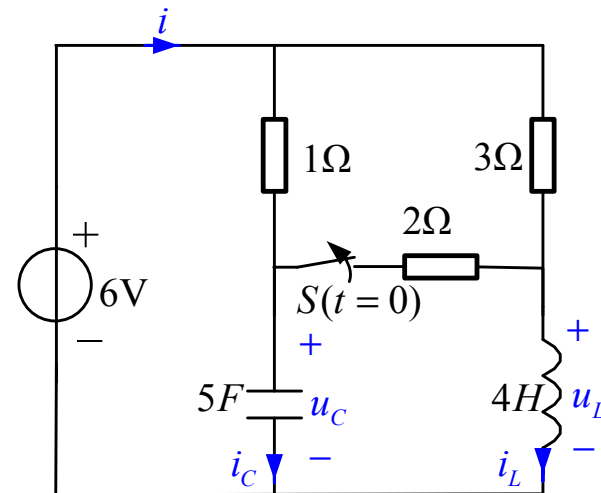 i
1Ω
3Ω
2Ω
+
6V
−
S(t = 0)
+
5F
u_C
−
i_C
+
4H
u_L
−
i_L